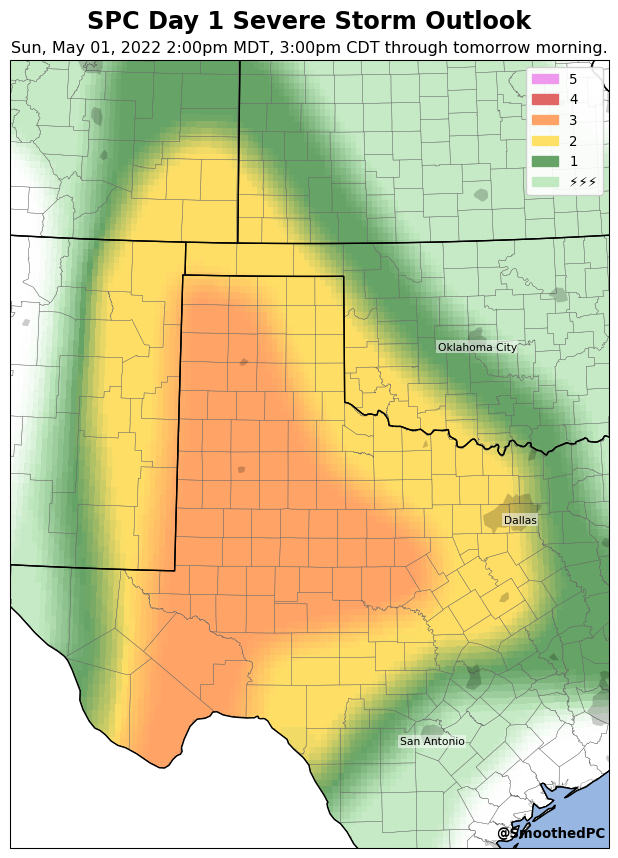 SPC Day 1 Severe Storm Outlook
Sun, May 01, 2022 2:00pm MDT, 3:00pm CDT through tomorrow morning.
5
4
3
2
1
⚡⚡⚡
Oklahoma City
Dallas
San Antonio
@SmoothedPC